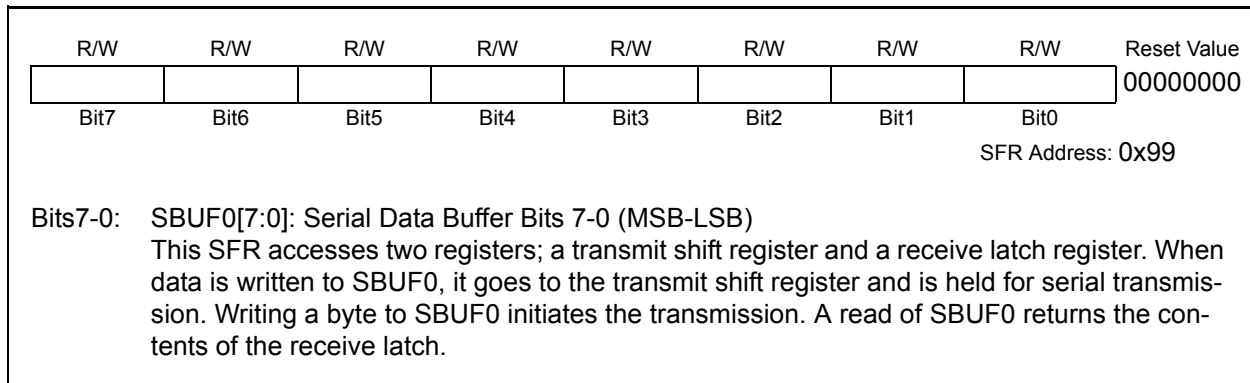 R/W R/W R/W R/W R/W R/W R/W R/W Reset Value
00000000
Bit7 Bit6 Bit5 Bit4 Bit3 Bit2 Bit1 Bit0
SFR Address: 0x99
Bits7-0: SBUF0[7:0]: Serial Data Buffer Bits 7-0 (MSB-LSB)
This SFR accesses two registers; a transmit shift register and a receive latch register. When
data is written to SBUF0, it goes to the transmit shift register and is held for serial transmis-
sion. Writing a byte to SBUF0 initiates the transmission. A read of SBUF0 returns the con-
tents of the receive latch.